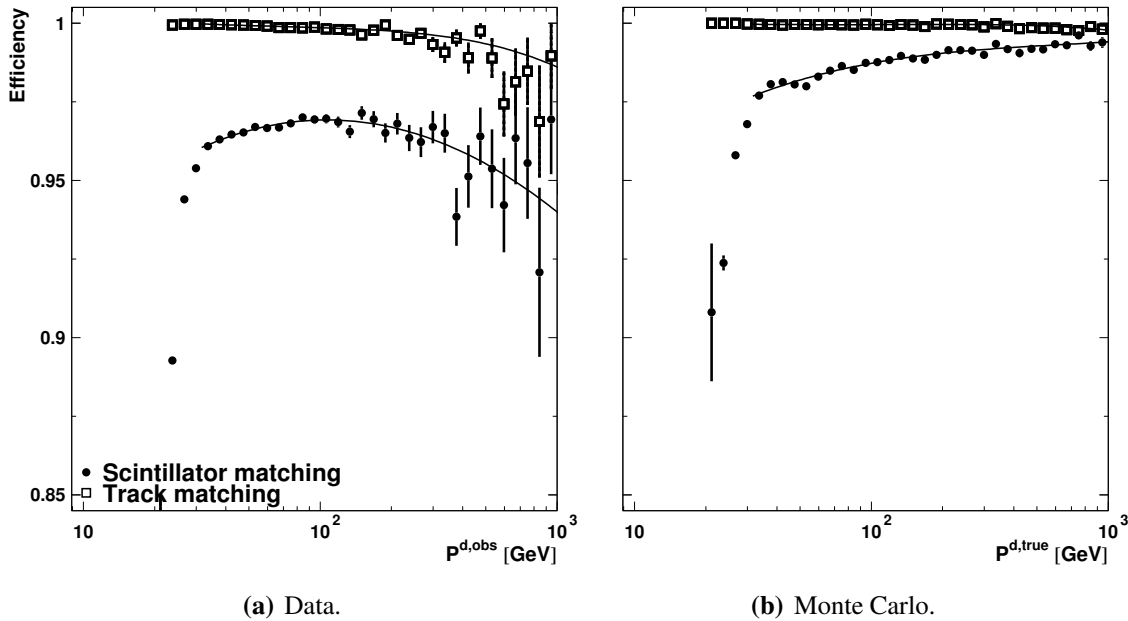 Efficiency
1
0.95
0.9
0.85
Scintillator matching
Track matching
10
10²
10³
P^d,obs [GeV]
10
10²
10³
P^d,true [GeV]
(a) Data.
(b) Monte Carlo.